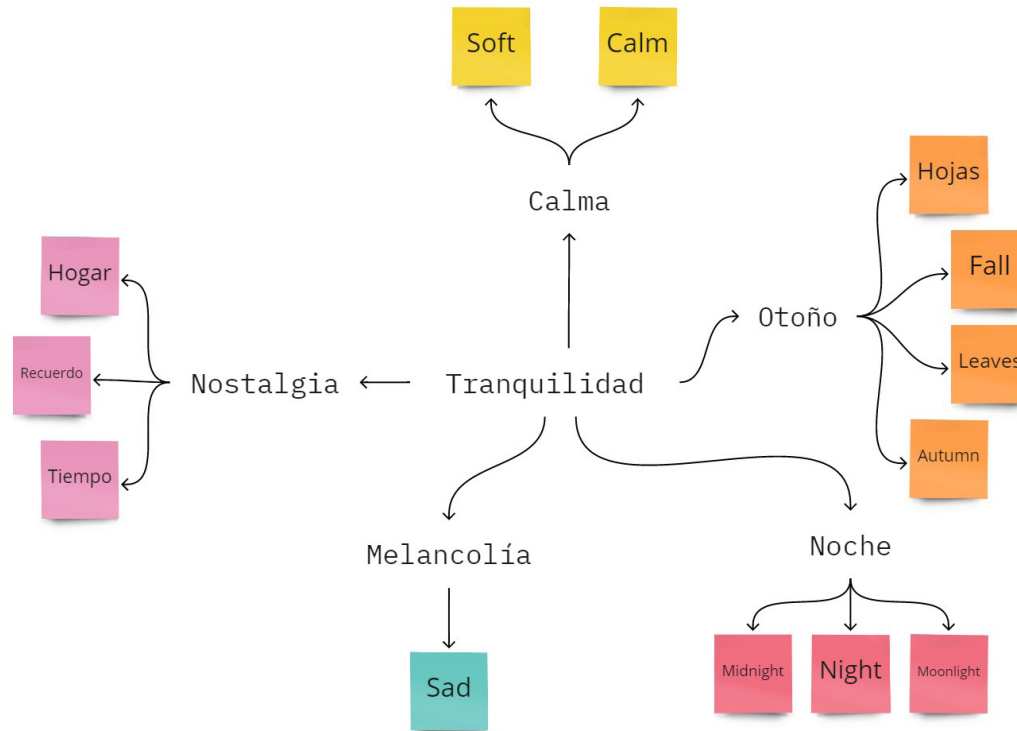 Soft
Calm
Calma
Hojas
Hogar
Fall
Otoño
Recuerdo
Nostalgia
Tranquilidad
Leaves
Tiempo
Autumn
Melancolía
Noche
Sad
Midnight
Night
Moonlight